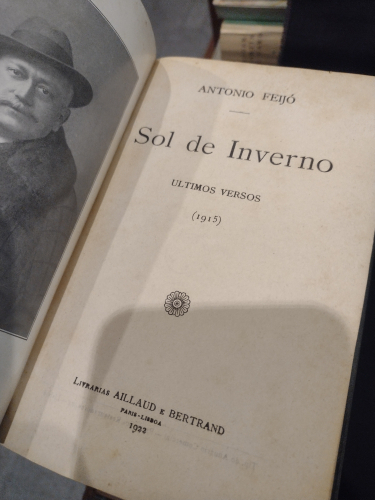 ANTONIO FEIJÓ
Sol de Inverno
ULTIMOS VERSOS
(1915)
LIVRARIAS AILLAUD E BERTRAND
PARIS-LISBOA
1922